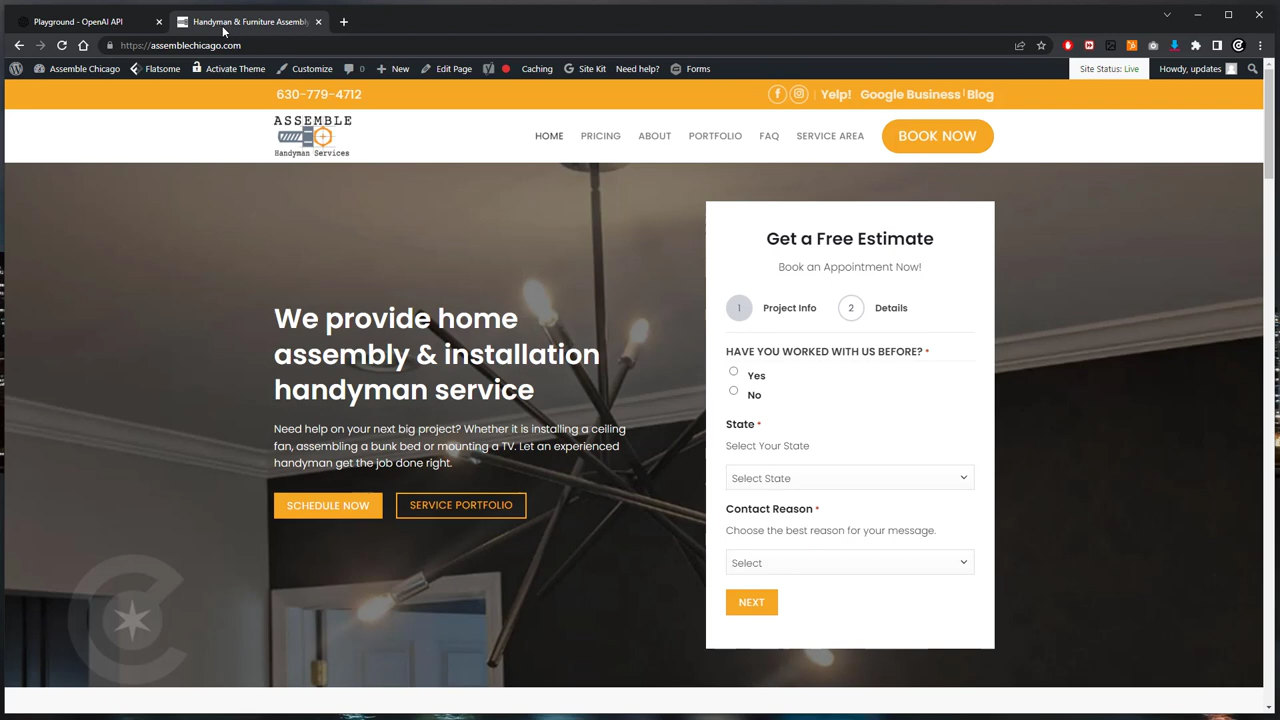 Playground - OpenAI API
Handyman & Furniture Assembly
https://assemblechicago.com
Assemble Chicago
Flatsome
Activate Theme
Customize
0
New
Edit Page
Caching
Site Kit
Need help?
Forms
Site Status: Live
Howdy, updates
630-779-4712
Yelp!
Google Business
Blog
ASSEMBLE
Handyman Services
HOME
PRICING
ABOUT
PORTFOLIO
FAQ
SERVICE AREA
BOOK NOW
We provide home
assembly & installation
handyman service
Need help on your next big project? Whether it is installing a ceiling
fan, assembling a bunk bed or mounting a TV. Let an experienced
handyman get the job done right.
SCHEDULE NOW
SERVICE PORTFOLIO
Get a Free Estimate
Book an Appointment Now!
1 Project Info
2 Details
HAVE YOU WORKED WITH US BEFORE? *
Yes
No
State *
Select Your State
Select State
Contact Reason *
Choose the best reason for your message.
Select
NEXT